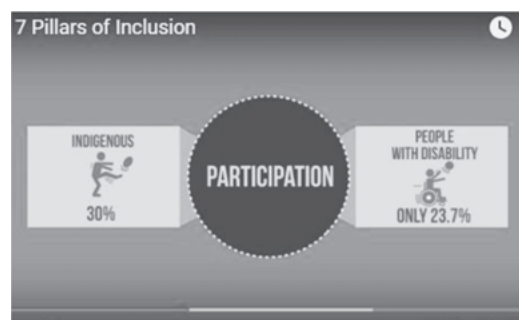 7 Pillars of Inclusion
INDIGENOUS
30%
PARTICIPATION
PEOPLE
WITH DISABILITY
ONLY 23.7%